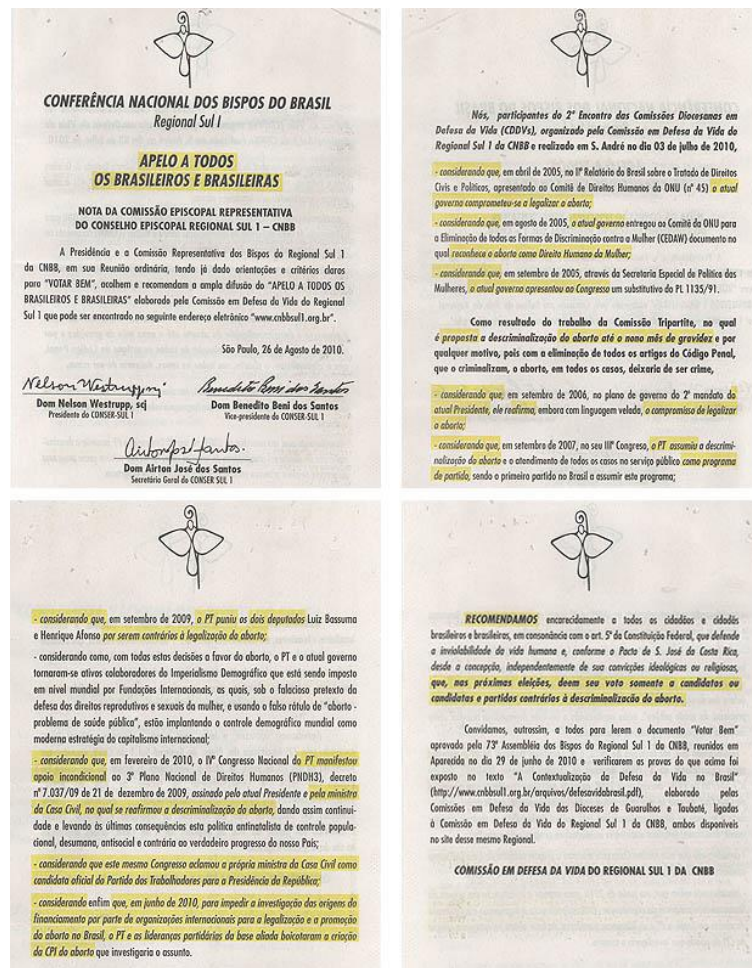 CONFERÊNCIA NACIONAL DOS BISPOS DO BRASIL
Regional Sul I
APELO A TODOS
OS BRASILEIROS E BRASILEIRAS
NOTA DA COMISSÃO EPISCOPAL REPRESENTATIVA
DO CONSELHO EPISCOPAL REGIONAL SUL 1 – CNBB
A Presidência e a Comissão Representativa dos Bispos do Regional Sul 1
da CNBB, em sua Reunião ordinária, tendo já dado orientações e critérios claros
para "VOTAR BEM", acolhem e recomendam a ampla difusão do "APELO A TODOS OS
BRASILEIROS E BRASILEIRAS" elaborado pela Comissão em Defesa da Vida do Regional
Sul 1 que pode ser encontrado no seguinte endereço eletrônico "www.cnbbsul1.org.br".
São Paulo, 26 de Agosto de 2010.
Nelson Westrupp, scj
Benedito Beni dos Santos
Dom Nelson Westrupp, scj
Dom Benedito Beni dos Santos
Presidente do CONSER-SUL 1
Vice-presidente do CONSER-SUL 1
Airton José dos Santos
Dom Airton José dos Santos
Secretário Geral do CONSER SUL 1
Nós, participantes do 2º Encontro das Comissões Diocesanas em
Defesa da Vida (CDDVs), organizado pela Comissão em Defesa da Vida do
Regional Sul 1 da CNBB e realizado em S. André no dia 03 de julho de 2010,
- considerando que, em abril de 2005, no IIº Relatório do Brasil sobre o Tratado de Direitos
Civis e Políticos, apresentado ao Comitê de Direitos Humanos da ONU (nº 45) o atual
governo comprometeu-se a legalizar o aborto;
- considerando que, em agosto de 2005, o atual governo entregou ao Comitê da ONU para
a Eliminação de todas as Formas de Discriminação contra a Mulher (CEDAW) documento no
qual reconhece o aborto como Direito Humano da Mulher;
- considerando que, em setembro de 2005, através da Secretaria Especial de Política das
Mulheres, o atual governo apresentou ao Congresso um substitutivo do PL 1135/91.
Como resultado do trabalho da Comissão Tripartite, no qual
é proposta a descriminalização do aborto até o nono mês de gravidez e por
qualquer motivo, pois com a eliminação de todos os artigos do Código Penal,
que o criminalizam, o aborto, em todos os casos, deixaria de ser crime,
- considerando que, em setembro de 2006, no plano de governo do 2º mandato do
atual Presidente, ele reafirma, embora com linguagem velada, o compromisso de legalizar
o aborto;
- considerando que, em setembro de 2007, no seu IIIº Congresso, o PT assumiu a descrimi-
nalização do aborto e o atendimento de todos os casos no serviço público como programa
de partido, sendo o primeiro partido no Brasil a assumir este programa;
- considerando que, em setembro de 2009, o PT puniu os dois deputados Luiz Bassuma
e Henrique Afonso por serem contrários à legalização do aborto;
- considerando como, com todas estas decisões a favor do aborto, o PT e o atual governo
tornaram-se ativos colaboradores do Imperialismo Demográfico que está sendo imposto
em nível mundial por Fundações Internacionais, as quais, sob o falacioso pretexto da
defesa dos direitos reprodutivos e sexuais da mulher, e usando o falso rótulo de "aborto -
problema de saúde pública", estão implantando o controle demográfico mundial como
moderna estratégia do capitalismo internacional;
- considerando que, em fevereiro de 2010, o IVº Congresso Nacional do PT manifestou
apoio incondicional ao 3º Plano Nacional de Direitos Humanos (PNDH3), decreto
nº 7.037/09 de 21 de dezembro de 2009, assinado pelo atual Presidente e pela ministra
da Casa Civil, no qual se reafirmou a descriminalização do aborto, dando assim continui-
dade e levando às últimas consequências esta política antinatalista de controle popula-
cional, desumana, antisocial e contrária ao verdadeiro progresso do nosso País;
- considerando que este mesmo Congresso aclamou a própria ministra da Casa Civil como
candidata oficial do Partido dos Trabalhadores para a Presidência da República;
- considerando enfim que, em junho de 2010, para impedir a investigação das origens do
financiamento por parte de organizações internacionais para a legalização e a promoção
do aborto no Brasil, o PT e as lideranças partidárias da base aliada boicotaram a criação
da CPI do aborto que investigaria o assunto.
RECOMENDAMOS encarecidamente a todos os cidadãos e cidadãs
brasileiros e brasileiras, em consonância com o art. 5º da Constituição Federal, que defende
a inviolabilidade da vida humana e, conforme o Pacto de S. José da Costa Rica,
desde a concepção, independentemente de sua convicções ideológicas ou religiosas,
que, nas próximas eleições, deem seu voto somente a candidatos ou
candidatas e partidos contrários à descriminalização do aborto.
Convidamos, outrossim, a todos para lerem o documento "Votar Bem"
aprovado pela 73ª Assembléia dos Bispos do Regional Sul 1 da CNBB, reunidos em
Aparecida no dia 29 de junho de 2010 e verificarem as provas do que acima foi
exposto no texto "A Contextualização da Defesa da Vida no Brasil"
(http://www.cnbbsul1.org.br/arquivos/defesavidabrasil.pdf), elaborado pelas
Comissões em Defesa da Vida das Dioceses de Guarulhos e Taubaté, ligadas
à Comissão em Defesa da Vida do Regional Sul 1 da CNBB, ambos disponíveis
no site desse mesmo Regional.
COMISSÃO EM DEFESA DA VIDA DO REGIONAL SUL 1 DA CNBB